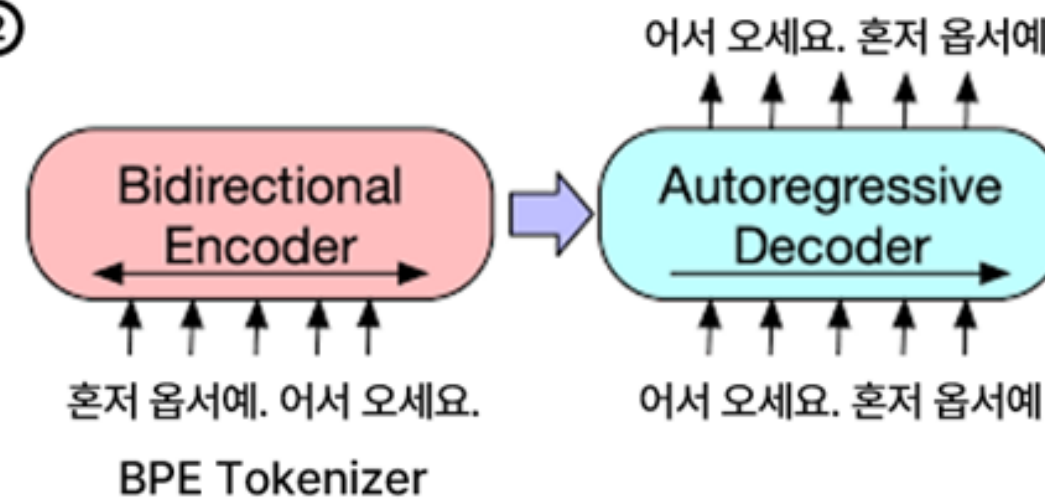 ②
어서 오세요. 혼저 옵서예
Bidirectional
Encoder
Autoregressive
Decoder
혼저 옵서예. 어서 오세요.
어서 오세요. 혼저 옵서예
BPE Tokenizer